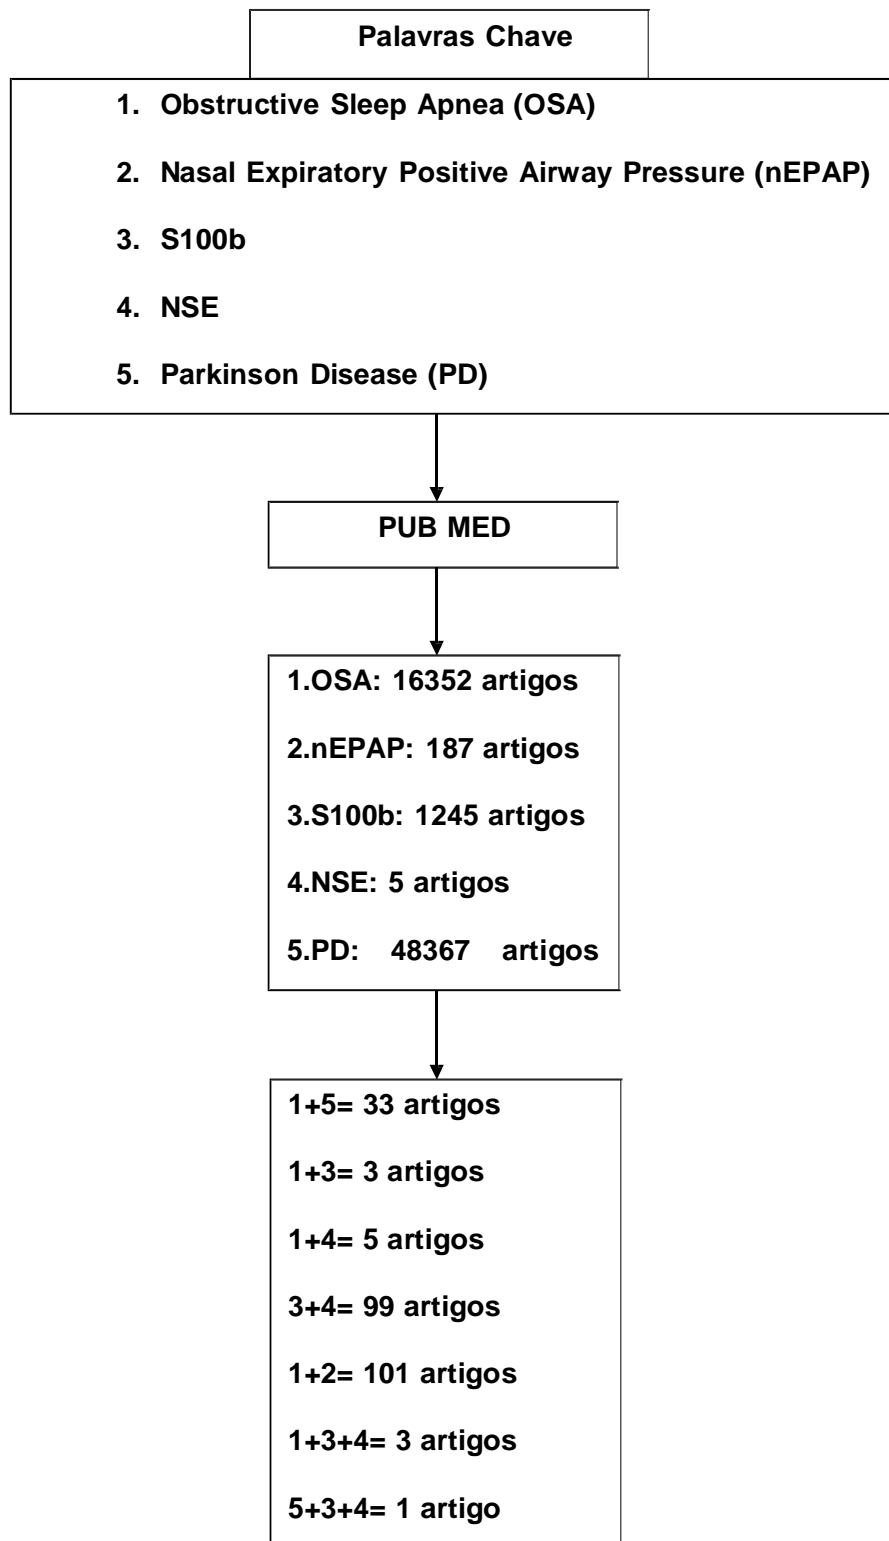 Palavras Chave
1. Obstructive Sleep Apnea (OSA)
2. Nasal Expiratory Positive Airway Pressure (nEPAP)
3. S100b
4. NSE
5. Parkinson Disease (PD)
PUB MED
1.OSA: 16352 artigos
2.nEPAP: 187 artigos
3.S100b: 1245 artigos
4.NSE: 5 artigos
5.PD: 48367 artigos
1+5= 33 artigos
1+3= 3 artigos
1+4= 5 artigos
3+4= 99 artigos
1+2= 101 artigos
1+3+4= 3 artigos
5+3+4= 1 artigo